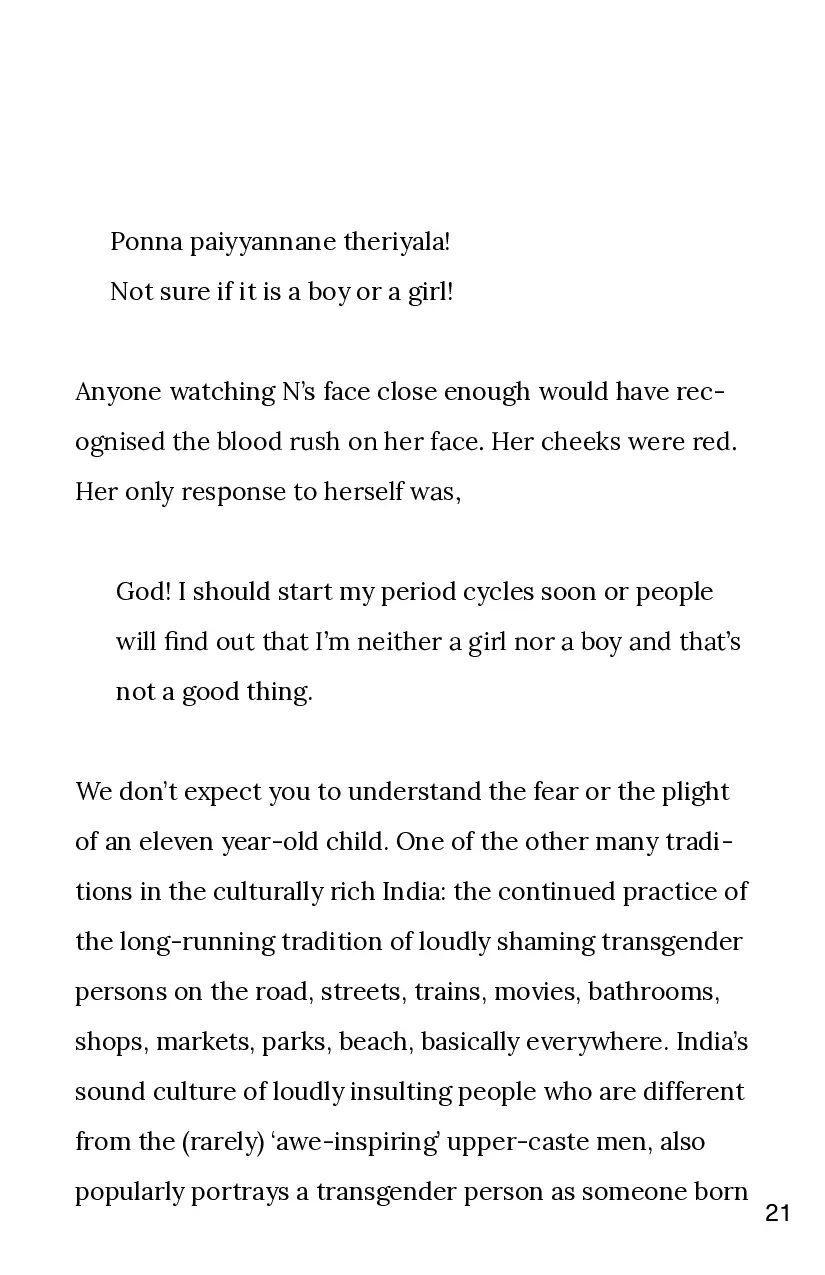 Ponna paiyyannane theriyala!
Not sure if it is a boy or a girl!
Anyone watching N’s face close enough would have rec-
ognised the blood rush on her face. Her cheeks were red.
Her only response to herself was,
God! I should start my period cycles soon or people
will find out that I’m neither a girl nor a boy and that’s
not a good thing.
We don’t expect you to understand the fear or the plight
of an eleven year-old child. One of the other many tradi-
tions in the culturally rich India: the continued practice of
the long-running tradition of loudly shaming transgender
persons on the road, streets, trains, movies, bathrooms,
shops, markets, parks, beach, basically everywhere. India’s
sound culture of loudly insulting people who are different
from the (rarely) ‘awe-inspiring’ upper-caste men, also
popularly portrays a transgender person as someone born
21